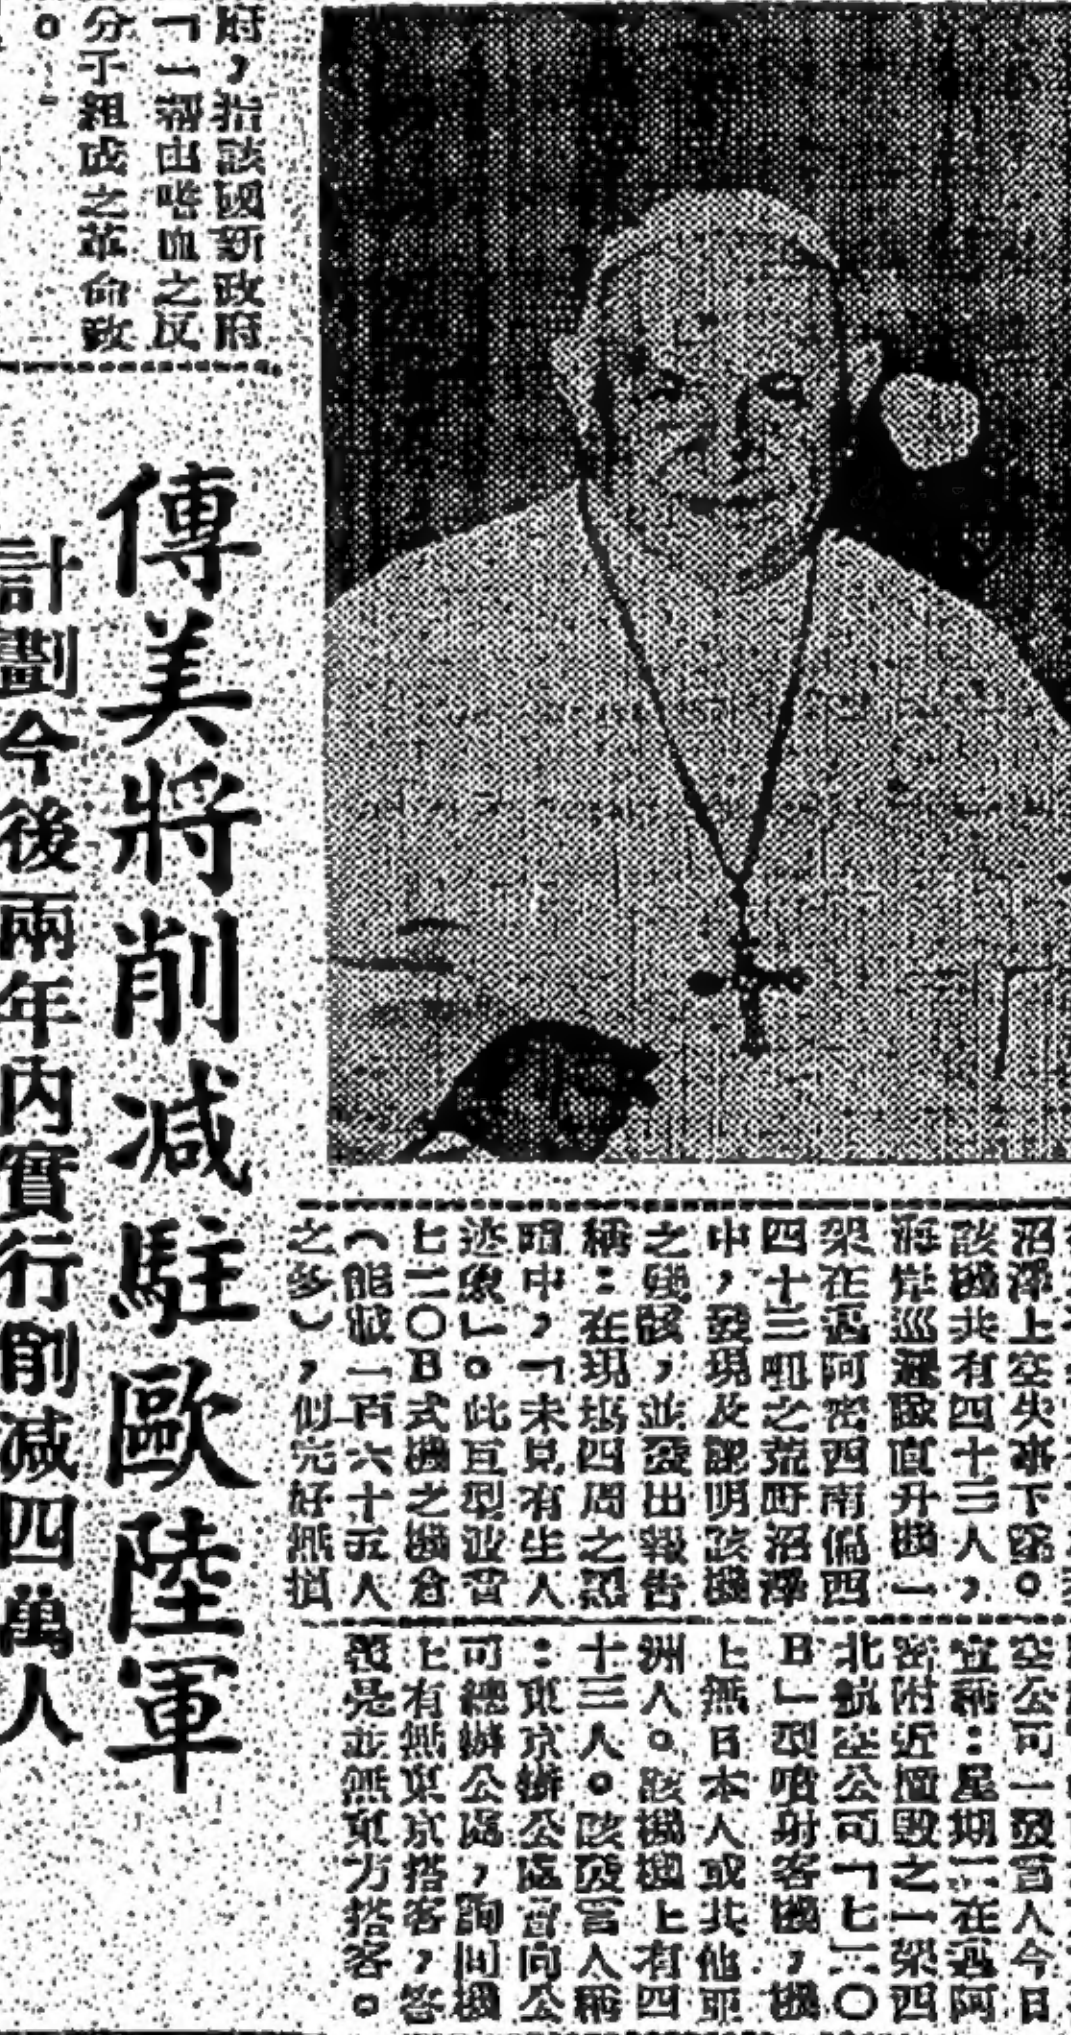 沼澤上空失事下墜。
該機共有四十三人，
海岸巡邏隊直升機一
架在邁阿密西南偏西
四十三哩之荒野沼澤
中，發現及認明該機
之殘骸，並發出報告
稱：在現場四周之黑
暗中，「未見有生人
迹象」。此巨型波音
七二〇B式機之機倉
（能載一百六十五人
之多），似完好無損
空公司一發言人今日
宣稱：星期二在邁阿
密附近撞毀之一架西
北航空公司「七二〇
B」型噴射客機，機
上無日本人或其他亞
洲人。該機機上有四
十三人。該發言人稱
：東京辦公處曾向公
司總辦公處，詢問機
上有無東京搭客，答
覆是並無東方搭客。
府，指該國新政府
「一個由嗜血之反
分子組成之革命政
。
傳美將削減駐歐陸軍
計劃今後兩年內實行削減四萬人